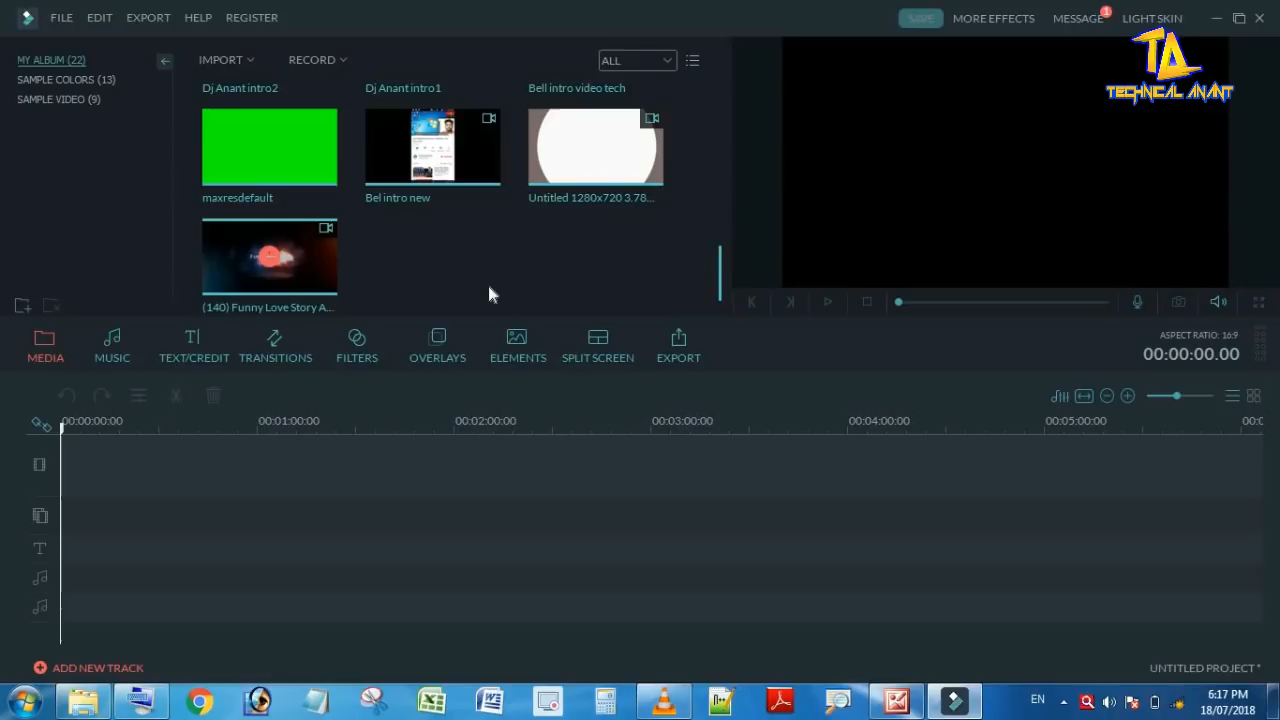 FILE EDIT EXPORT HELP REGISTER
SAVE MORE EFFECTS MESSAGE 1 LIGHT SKIN
TA
TECHNICAL ANANT
MY ALBUM (22)
SAMPLE COLORS (13)
SAMPLE VIDEO (9)
IMPORT RECORD ALL
Dj Anant intro2 Dj Anant intro1 Bell intro video tech
maxresdefault Bel intro new Untitled 1280x720 3.78...
(140) Funny Love Story A...
MEDIA MUSIC TEXT/CREDIT TRANSITIONS FILTERS OVERLAYS ELEMENTS SPLIT SCREEN EXPORT
ASPECT RATIO: 16:9
00:00:00.00
00:00:00:00 00:01:00:00 00:02:00:00 00:03:00:00 00:04:00:00 00:05:00:00 00:0
ADD NEW TRACK
UNTITLED PROJECT *
EN
6:17 PM
18/07/2018